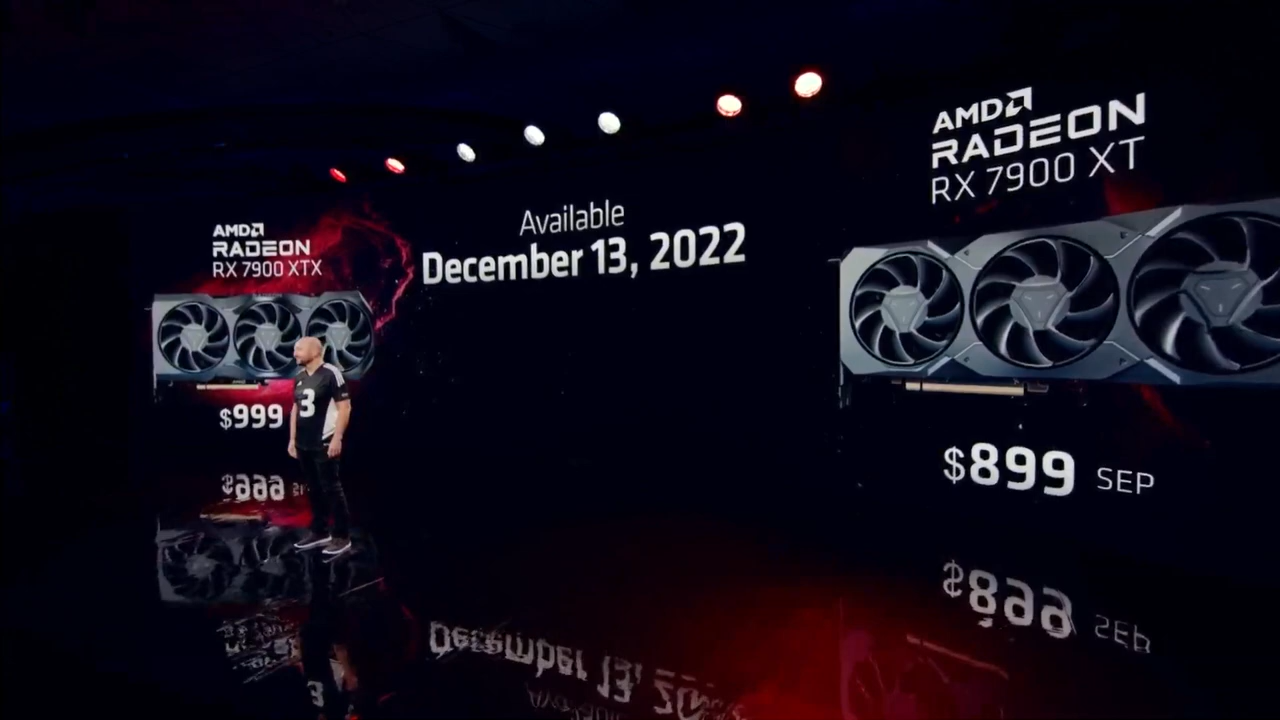 AMD
RADEON
RX 7900 XTX
$999
Available
December 13, 2022
AMD
RADEON
RX 7900 XT
$899 SEP
3